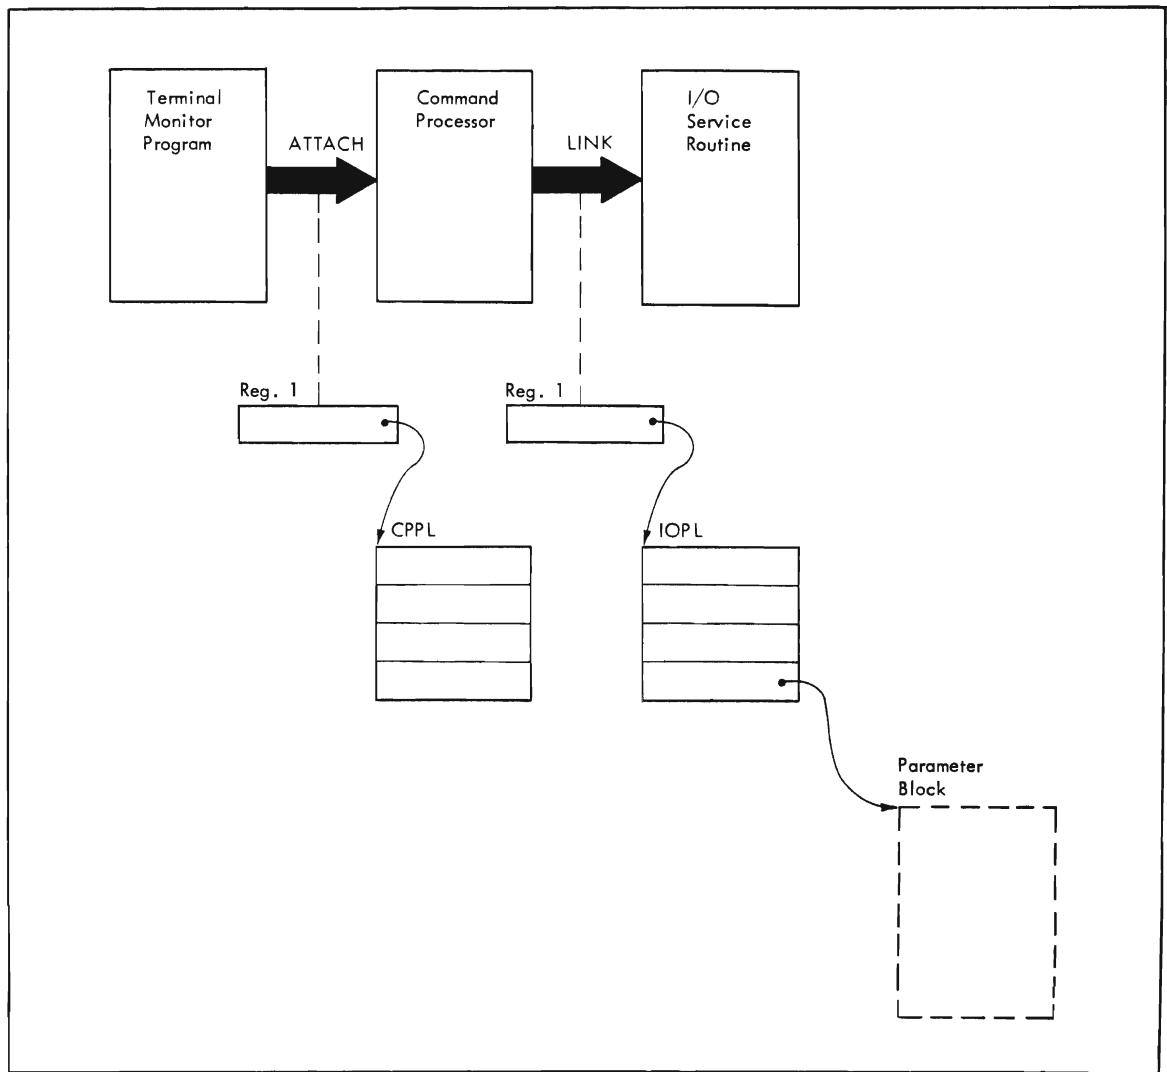 Terminal
Monitor
Program
ATTACH
Command
Processor
LINK
I/O
Service
Routine
Reg. 1
Reg. 1
CPPL
IOPL
Parameter
Block